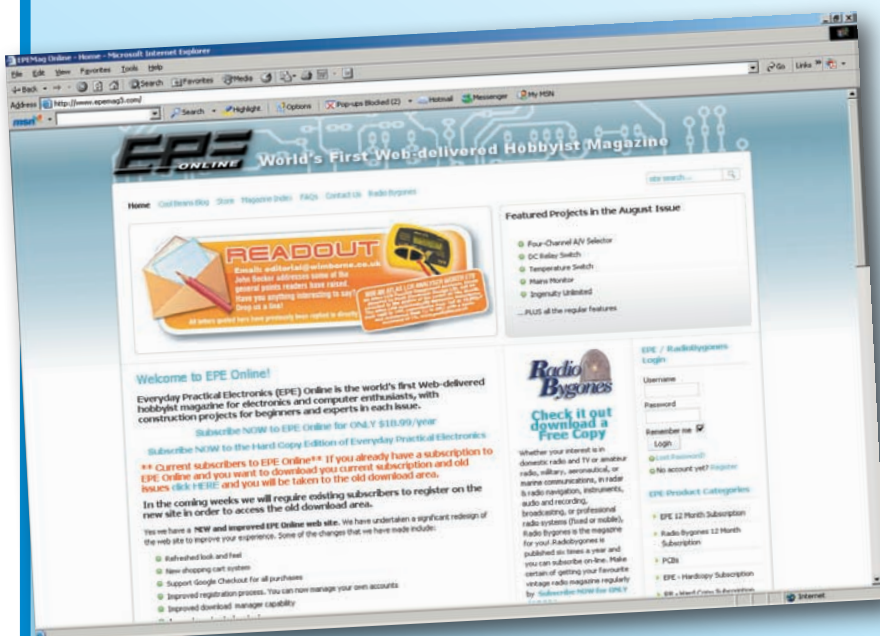 EPEMag Online - Home - Microsoft Internet Explorer
File Edit View Favorites Tools Help
Back Search Favorites Media
Go Links
Address http://www.epemag3.com/
msn Search Highlight Options Pop-ups Blocked (2) Hotmail Messenger My MSN
EPE ONLINE
World's First Web-delivered Hobbyist Magazine
site search...
Home Cool Beans Blog Store Magazine Index FAQs Contact Us Radio Bygones
READOUT
Email: editorial@wimborne.co.uk
John Becker addresses some of the
general points readers have raised.
Have you anything interesting to say?
Drop us a line!
All letters quoted here have previously been replied to directly
WIN AN ATLAS LCR ANALYSER WORTH £79
Featured Projects in the August Issue
Four-Channel A/V Selector
DC Relay Switch
Temperature Switch
Mains Monitor
Ingenuity Unlimited
....PLUS all the regular features
Welcome to EPE Online!
Everyday Practical Electronics (EPE) Online is the world's first Web-delivered
hobbyist magazine for electronics and computer enthusiasts, with
construction projects for beginners and experts in each issue.
Subscribe NOW to EPE Online for ONLY $18.99/year
Subscribe NOW to the Hard Copy Edition of Everyday Practical Electronics
** Current subscribers to EPE Online** If you already have a subscription to
EPE Online and you want to download you current subscription and old
issues click HERE and you will be taken to the old download area.
In the coming weeks we will require existing subscribers to register on the
new site in order to access the old download area.
Yes we have a NEW and improved EPE Online web site. We have undertaken a significant redesign of
the web site to improve your experience. Some of the changes that we have made include:
Refreshed look and feel
New shopping cart system
Support Google Checkout for all purchases
Improved registration process. You can now manage your own accounts
Improved download manager capability
Radio
Bygones
Check it out
download a
Free Copy
Whether your interest is in
domestic radio and TV or amateur
radio, military, aeronautical, or
marine communications, in radar
& radio navigation, instruments,
audio and recording,
broadcasting, or professional
radio systems (fixed or mobile),
Radio Bygones is the magazine
for you! Radiobygones is
published six times a year and
you can subscribe on-line. Make
certain of getting your favourite
vintage radio magazine regularly
by Subscribe NOW for ONLY
EPE / RadioBygones
Login
Username
Password
Remember me
Login
Lost Password?
No account yet? Register
EPE Product Categories
EPE 12 Month Subscription
Radio Bygones 12 Month
Subscription
PCBs
EPE - Hardcopy Subscription
RB - Hard Copy Subscription
Internet